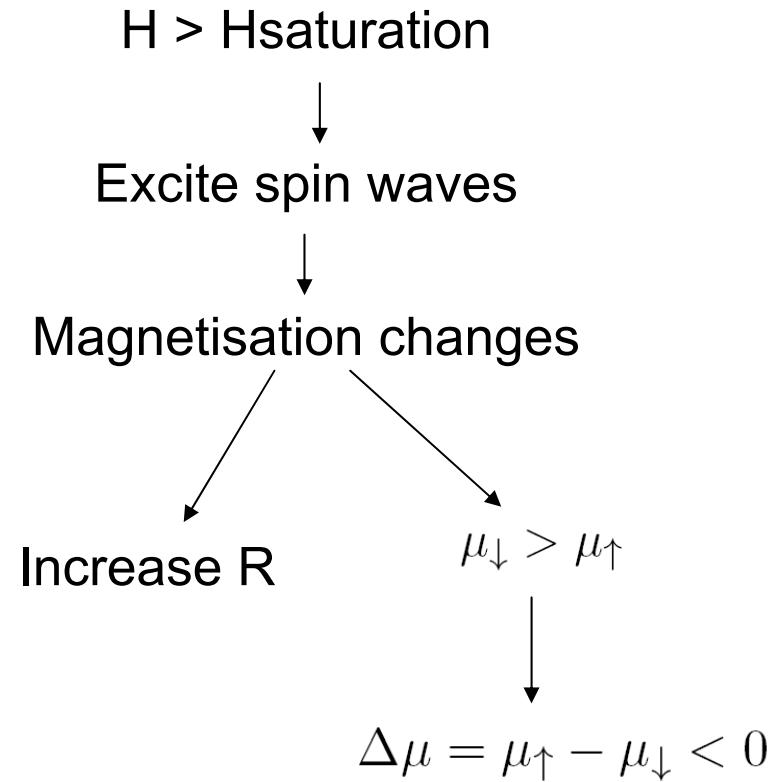 H > Hsaturation
Excite spin waves
Magnetisation changes
Increase R
μ↓ > μ↑
Δμ = μ↑ − μ↓ < 0